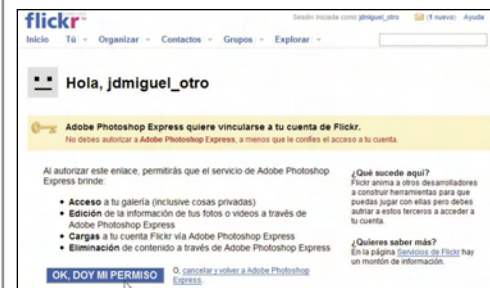 flickr
Sesión iniciada como jdmiguel_otro (1 nuevo) Ayuda
Inicio Tú Organizar Contactos Grupos Explorar
Hola, jdmiguel_otro
Adobe Photoshop Express quiere vincularse a tu cuenta de Flickr.
No debes autorizar a Adobe Photoshop Express, a menos que le confíes el acceso a tu cuenta.
Al autorizar este enlace, permitirás que el servicio de Adobe Photoshop
Express brinde:
Acceso a tu galería (inclusive cosas privadas)
Edición de la información de tus fotos o videos a través de
Adobe Photoshop Express
Cargas a tu cuenta Flickr vía Adobe Photoshop Express
Eliminación de contenido a través de Adobe Photoshop Express
OK, DOY MI PERMISO
O, cancelar y volver a Adobe Photoshop
Express.
¿Qué sucede aquí?
Flickr anima a otros desarrolladores
a construir herramientas para que
puedas jugar con ellas pero debes
autriar a estos terceros a acceder a
tu cuenta.
¿Quieres saber más?
En la página Servicios de Flickr hay
un montón de información.